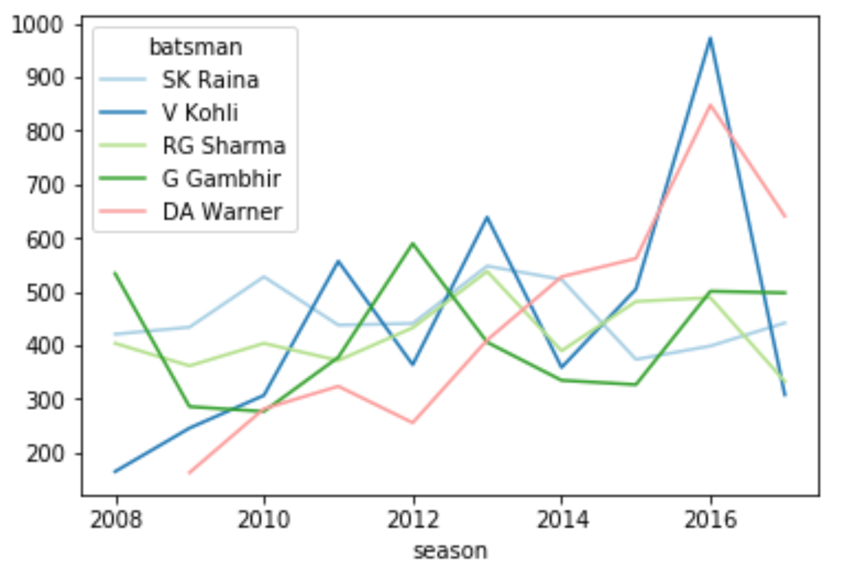 1000
900
800
700
600
500
400
300
200
batsman
SK Raina
V Kohli
RG Sharma
G Gambhir
DA Warner
2008 2010 2012 2014 2016
season